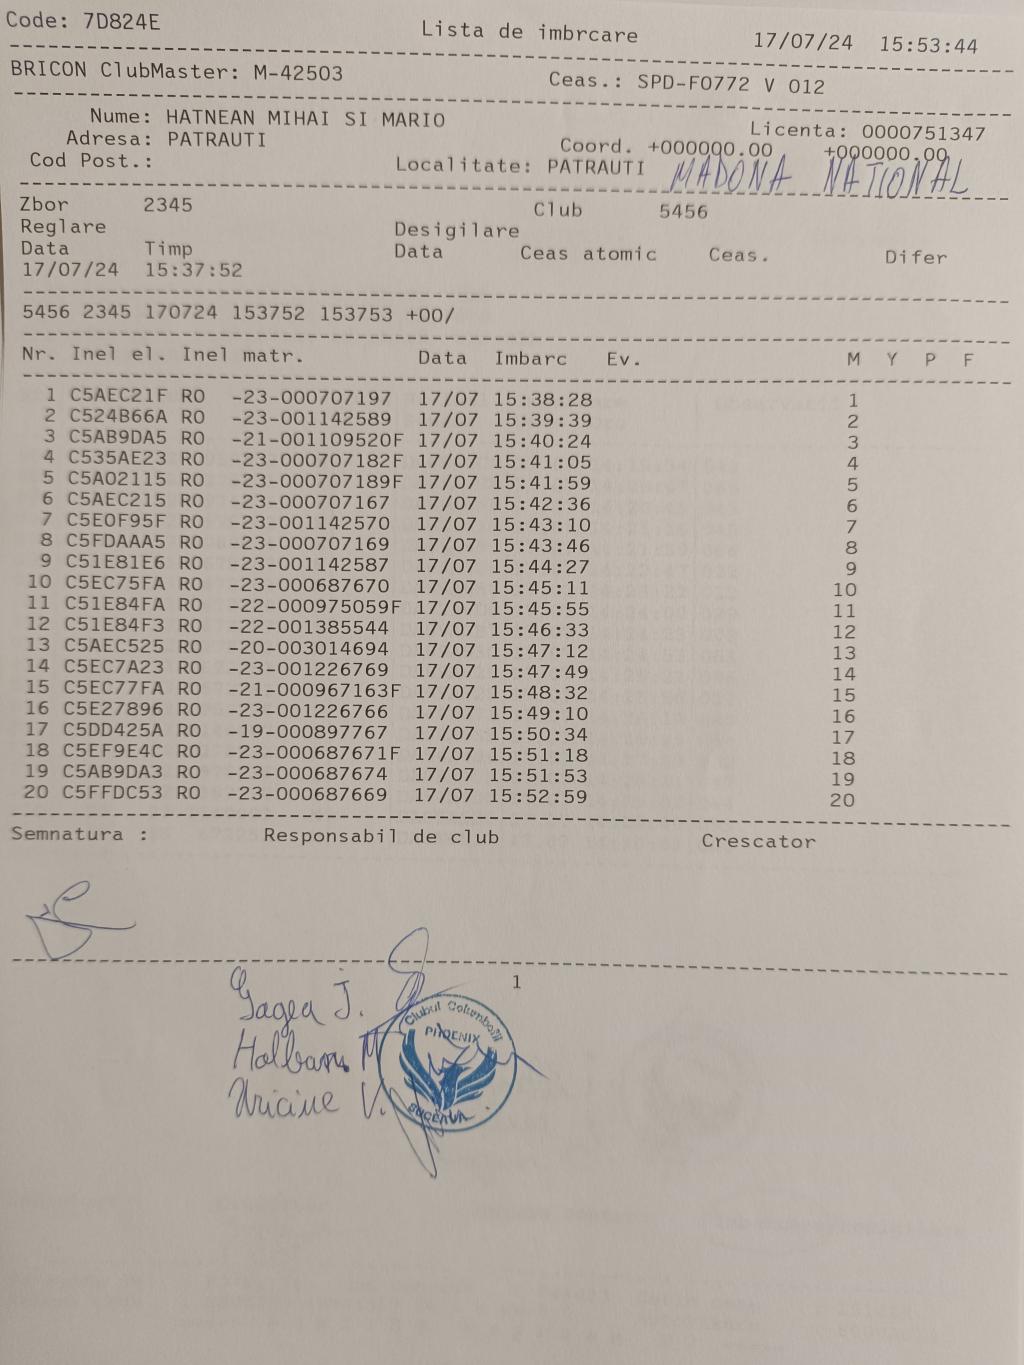 Code: 7D824E Lista de imbrcare 17/07/24 15:53:44
BRICON ClubMaster: M-42503 Ceas.: SPD-F0772 V 012
Nume: HATNEAN MIHAI SI MARIO Licenta: 0000751347
Adresa: PATRAUTI Coord. +000000.00 +000000.00
Cod Post.: Localitate: PATRAUTI MADONA NATIONAL
Zbor 2345 Club 5456
Reglare Desigilare
Data Timp Data Ceas atomic Ceas. Difer
17/07/24 15:37:52
5456 2345 170724 153752 153753 +00/
Nr. Inel el. Inel matr. Data Imbarc Ev. M Y P F
1 C5AEC21F RO -23-000707197 17/07 15:38:28 1
2 C524B66A RO -23-001142589 17/07 15:39:39 2
3 C5AB9DA5 RO -21-001109520F 17/07 15:40:24 3
4 C535AE23 RO -23-000707182F 17/07 15:41:05 4
5 C5A02115 RO -23-000707189F 17/07 15:41:59 5
6 C5AEC215 RO -23-000707167 17/07 15:42:36 6
7 C5E0F95F RO -23-001142570 17/07 15:43:10 7
8 C5FDAAA5 RO -23-000707169 17/07 15:43:46 8
9 C51E81E6 RO -23-001142587 17/07 15:44:27 9
10 C5EC75FA RO -23-000687670 17/07 15:45:11 10
11 C51E84FA RO -22-000975059F 17/07 15:45:55 11
12 C51E84F3 RO -22-001385544 17/07 15:46:33 12
13 C5AEC525 RO -20-003014694 17/07 15:47:12 13
14 C5EC7A23 RO -23-001226769 17/07 15:47:49 14
15 C5EC77FA RO -21-000967163F 17/07 15:48:32 15
16 C5E27896 RO -23-001226766 17/07 15:49:10 16
17 C5DD425A RO -19-000897767 17/07 15:50:34 17
18 C5EF9E4C RO -23-000687671F 17/07 15:51:18 18
19 C5AB9DA3 RO -23-000687674 17/07 15:51:53 19
20 C5FFDC53 RO -23-000687669 17/07 15:52:59 20
Semnatura : Responsabil de club Crescator
1
Gagea J.
Clubul Columbofil
PHOENIX
M
V.
SUCEAVA